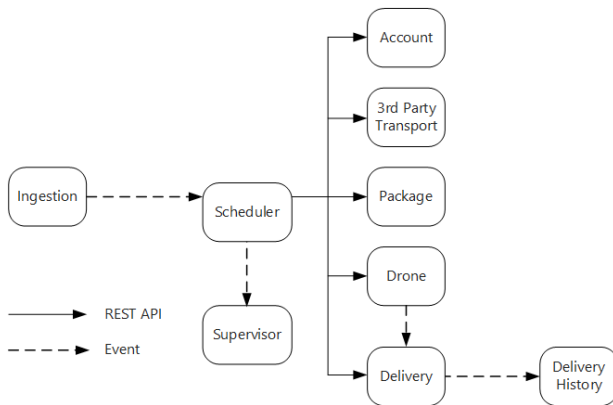 Account
3rd Party
Transport
Ingestion
Scheduler
Package
Drone
REST API
Supervisor
Event
Delivery
Delivery
History